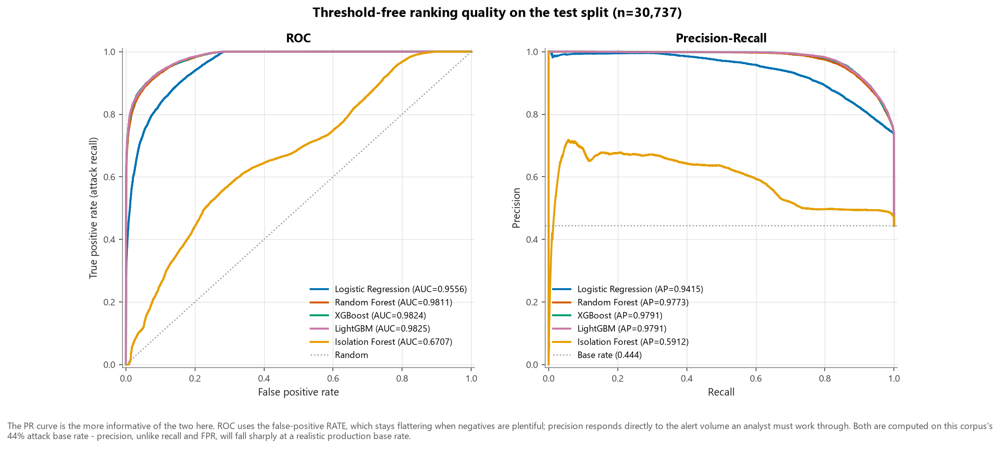 Threshold-free ranking quality on the test split (n=30,737)
ROC
1.0
0.8
0.6
0.4
0.2
0.0
True positive rate (attack recall)
Logistic Regression (AUC=0.9556)
Random Forest (AUC=0.9811)
XGBoost (AUC=0.9824)
LightGBM (AUC=0.9825)
Isolation Forest (AUC=0.6707)
Random
0.0 0.2 0.4 0.6 0.8 1.0
False positive rate
Precision-Recall
1.0
0.8
0.6
0.4
0.2
0.0
Precision
Logistic Regression (AP=0.9415)
Random Forest (AP=0.9773)
XGBoost (AP=0.9791)
LightGBM (AP=0.9791)
Isolation Forest (AP=0.5912)
Base rate (0.444)
0.0 0.2 0.4 0.6 0.8 1.0
Recall
The PR curve is the more informative of the two here. ROC uses the false-positive RATE, which stays flattering when negatives are plentiful; precision responds directly to the alert volume an analyst must work through. Both are computed on this corpus's
44% attack base rate - precision, unlike recall and FPR, will fall sharply at a realistic production base rate.